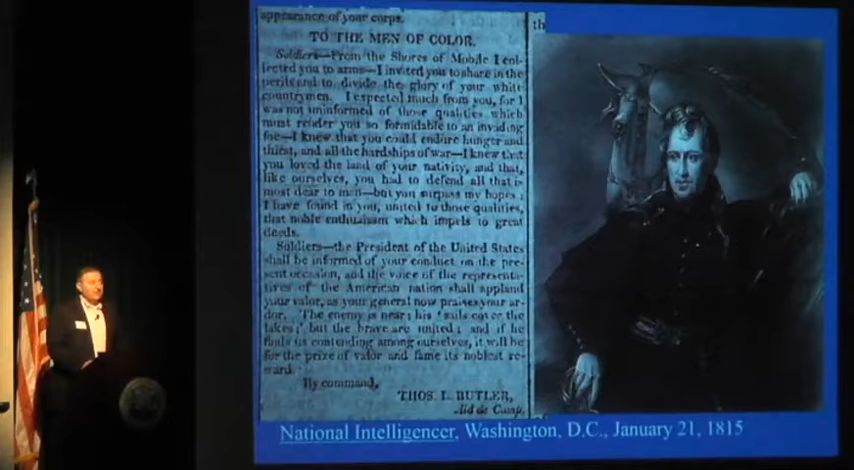 appearance of your corps.
th
TO THE MEN OF COLOR.
Soldiers—From the Shores of Mobile I col-
lected you to arms—I invited you to share in the
perils and to divide the glory of your white
countrymen. I expected much from you, for I
was not uninformed of those qualities which
must render you so formidable to an invading
foe—I knew that you could endure hunger and
thirst, and all the hardships of war—I knew that
you loved the land of your nativity, and that,
like ourselves, you had to defend all that is
most dear to men—but you surpass my hopes;
I have found in you, united to those qualities,
that noble enthusiasm which impels to great
deeds.
Soldiers—the President of the United States
shall be informed of your conduct on the pre-
sent occasion, and the voice of the representa-
tives of the American nation shall applaud
your valor, as your general now praises your ar-
dor. The enemy is near; his 'sails cover the
lakes;' but the brave are united; and if he
finds us contending among ourselves, it will be
for the prize of valor and fame its noblest re-
ward.
By command,
THOS. L. BUTLER,
Aid de Camp.
National Intelligencer, Washington, D.C., January 21, 1815